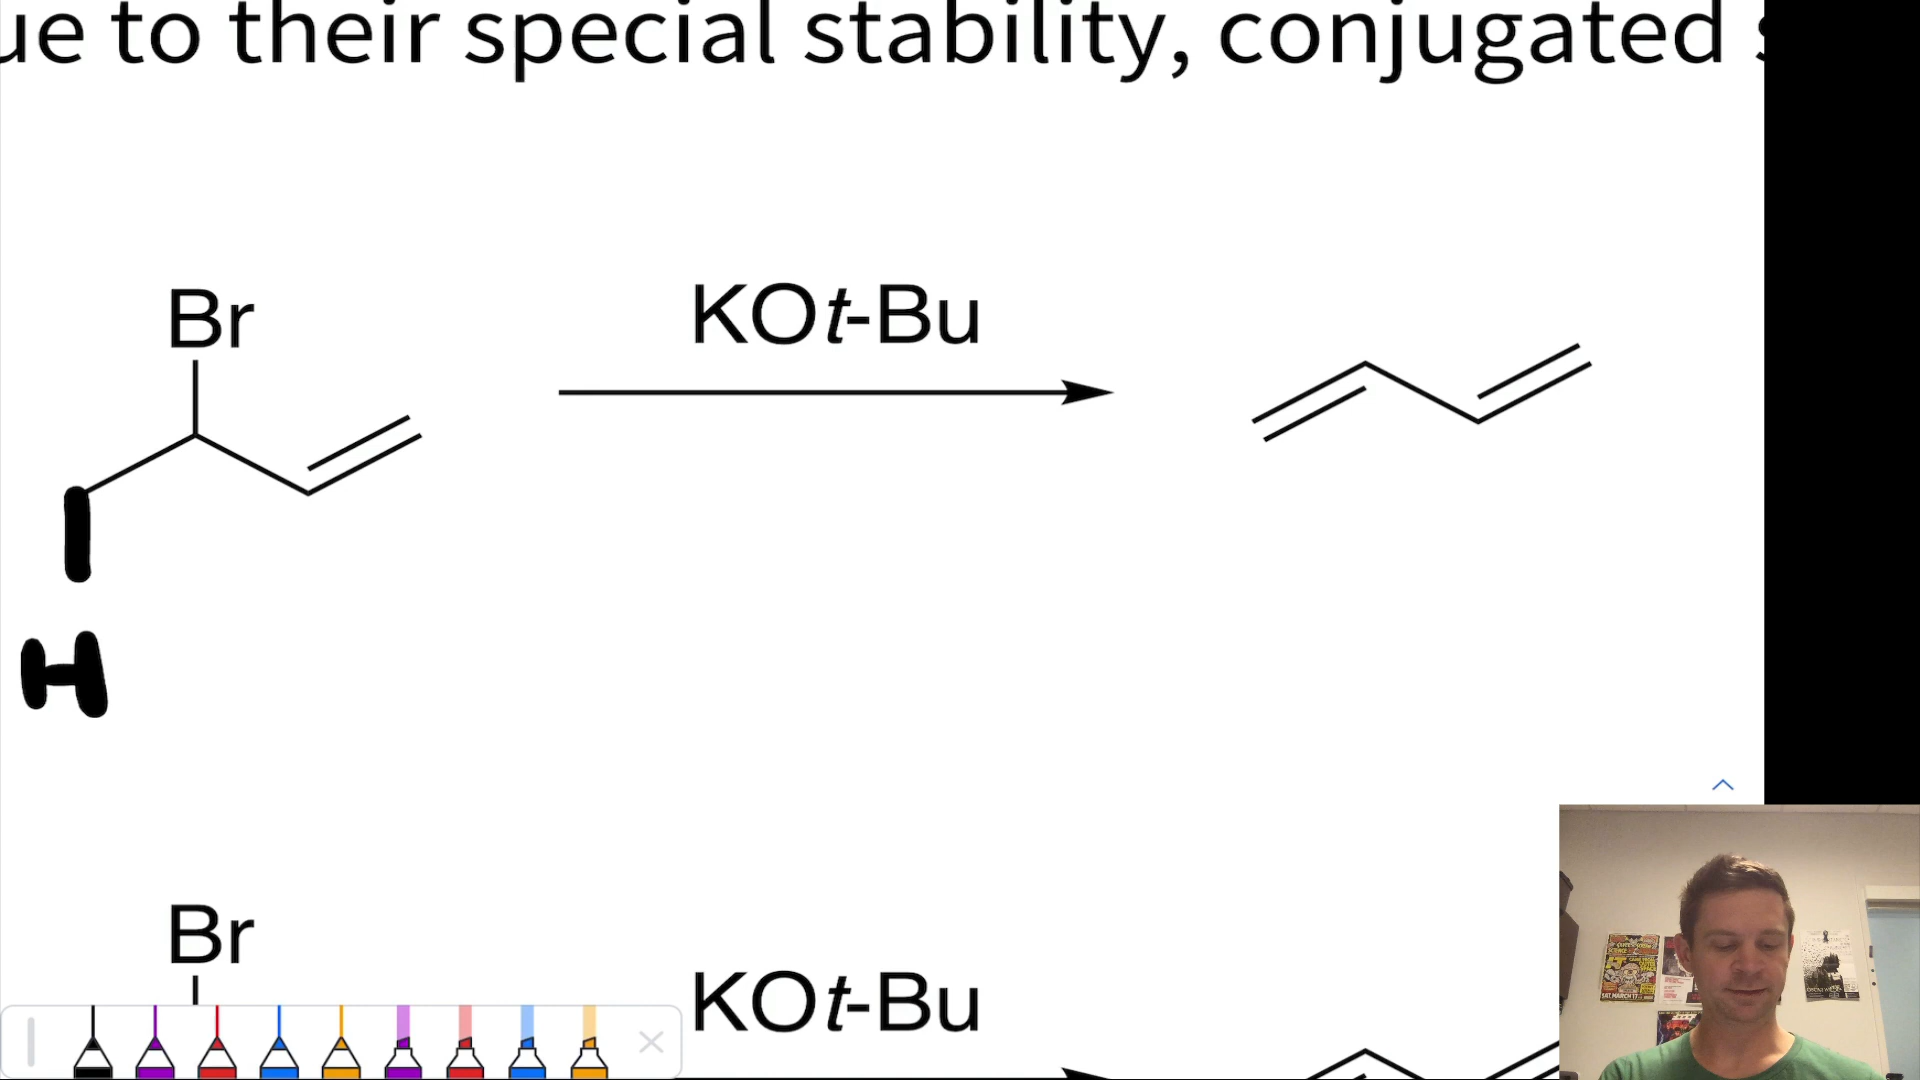 ue to their special stability, conjugated
Br
KOt-Bu
H
Br
KOt-Bu